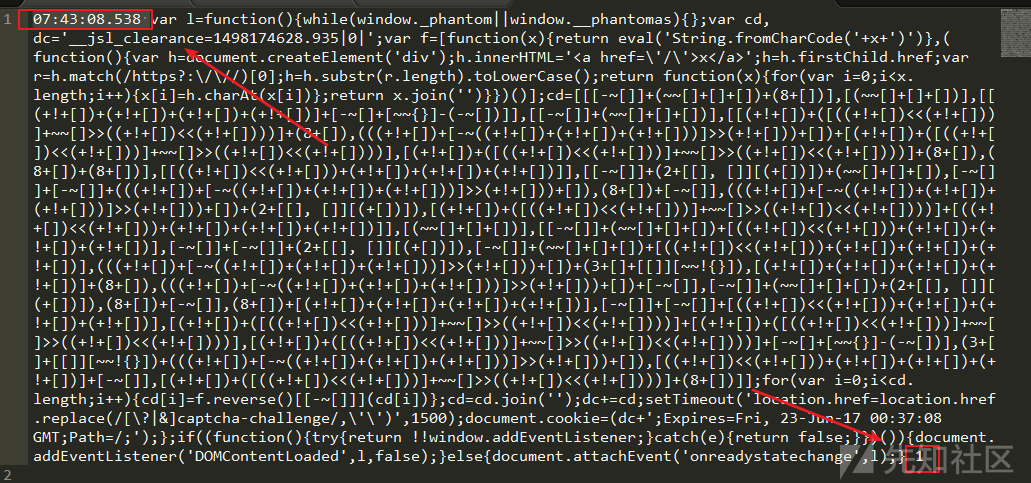 1 07:43:08.538 var l=function(){while(window._phantom||window.__phantomas){};var cd,
dc='__jsl_clearance=1498174628.935|0|';var f=[function(x){return eval('String.fromCharCode('+x+')')},(
function(){var h=document.createElement('div');h.innerHTML='<a href=\'/\'>x</a>';h=h.firstChild.href;var
r=h.match(/https?:\/\//)[0];h=h.substr(r.length).toLowerCase();return function(x){for(var i=0;i<x.
length;i++){x[i]=h.charAt(x[i])};return x.join('')}})()];cd=[[[-~[]]+(~~[]+[]+[])+(8+[])],[(~~[]+[]+[])],[[
(+!+[])+(+!+[])+(+!+[])+(+!+[])+(+!+[])]+[-~[]+[~~{}]-(-~[])]],[[-~[]]+(~~[]+[]+[])+[-~[]]],[[(+!+[])+([((+!+[])<<(+!+[]))
]+~~[]>>((+!+[])<<(+!+[])))]+(8+[]),(((+!+[])+[-~((+!+[])+(+!+[])+(+!+[]))]>>(+!+[]))+[])+[(+!+[])+([((+!+[
])<<(+!+[]))]+~~[]>>((+!+[])<<(+!+[])))],[(+!+[])+([((+!+[])<<(+!+[]))]+~~[]>>((+!+[])<<(+!+[])))]+(8+[]),(
8+[])+(8+[])],[[((+!+[])<<(+!+[]))+(+!+[])+(+!+[])+(+!+[])]],[[-~[]]+(2+[[], []][(+[])])+(~~[]+[]+[]),[-~[]
]+[-~[]]+(((+!+[])+[-~((+!+[])+(+!+[])+(+!+[]))]>>(+!+[]))+[]),(8+[])+[-~[]],(((+!+[])+[-~((+!+[])+(+!+[])+
(+!+[]))]>>(+!+[]))+[])+(2+[[], []][(+[])]),[(+!+[])+([((+!+[])<<(+!+[]))]+~~[]>>((+!+[])<<(+!+[])))]+[((+!
+[])<<(+!+[]))+(+!+[])+(+!+[])+(+!+[])]],[(~~[]+[]+[])],[[-~[]]+(~~[]+[]+[])+[((+!+[])<<(+!+[]))+(+!+[])+(+
!+[])+(+!+[])],[-~[]]+[-~[]]+(2+[[], []][(+[])]),[-~[]]+(~~[]+[]+[])+[((+!+[])<<(+!+[]))+(+!+[])+(+!+[])+(+
!+[])],(((+!+[])+[-~((+!+[])+(+!+[])+(+!+[]))]>>(+!+[]))+[])+(3+[]+[[]][~~!{}]),[(+!+[])+(+!+[])+(+!+[])+(+!+[])+(+
!+[])]+(8+[]),(((+!+[])+[-~((+!+[])+(+!+[])+(+!+[]))]>>(+!+[]))+[])+[-~[]],[-~[]]+(~~[]+[]+[])+(2+[[], []][
(+[])]),(8+[])+[-~[]],(8+[])+[(+!+[])+(+!+[])+(+!+[])+(+!+[])+(+!+[])],[-~[]]+[-~[]]+[((+!+[])<<(+!+[]))+(+!+[])+(+
!+[])+(+!+[])],[(+!+[])+([((+!+[])<<(+!+[]))]+~~[]>>((+!+[])<<(+!+[])))]+[(+!+[])+([((+!+[])<<(+!+[]))]+~~[
]>>((+!+[])<<(+!+[])))],[(+!+[])+([((+!+[])<<(+!+[]))]+~~[]>>((+!+[])<<(+!+[])))]+[-~[]+[~~{}]-(-~[])],(3+[
]+[[]][~~!{}])+(((+!+[])+[-~((+!+[])+(+!+[])+(+!+[]))]>>(+!+[]))+[]),[((+!+[])<<(+!+[]))+(+!+[])+(+!+[])+(+
!+[])]+[-~[]],[(+!+[])+([((+!+[])<<(+!+[]))]+~~[]>>((+!+[])<<(+!+[])))]+(8+[])]];for(var i=0;i<cd.
length;i++){cd[i]=f.reverse()[[-~[]]](cd[i])};cd=cd.join('');dc+=cd;setTimeout('location.href=location.href
.replace(/[\?|&]captcha-challenge/,\'\')',1500);document.cookie=(dc+';Expires=Fri, 23-Jun-17 00:37:08
GMT;Path=/;');};if((function(){try{return !!window.addEventListener;}catch(e){return false;}})()){document.
addEventListener('DOMContentLoaded',l,false);}else{document.attachEvent('onreadystatechange',l);} 1
2
先知社区